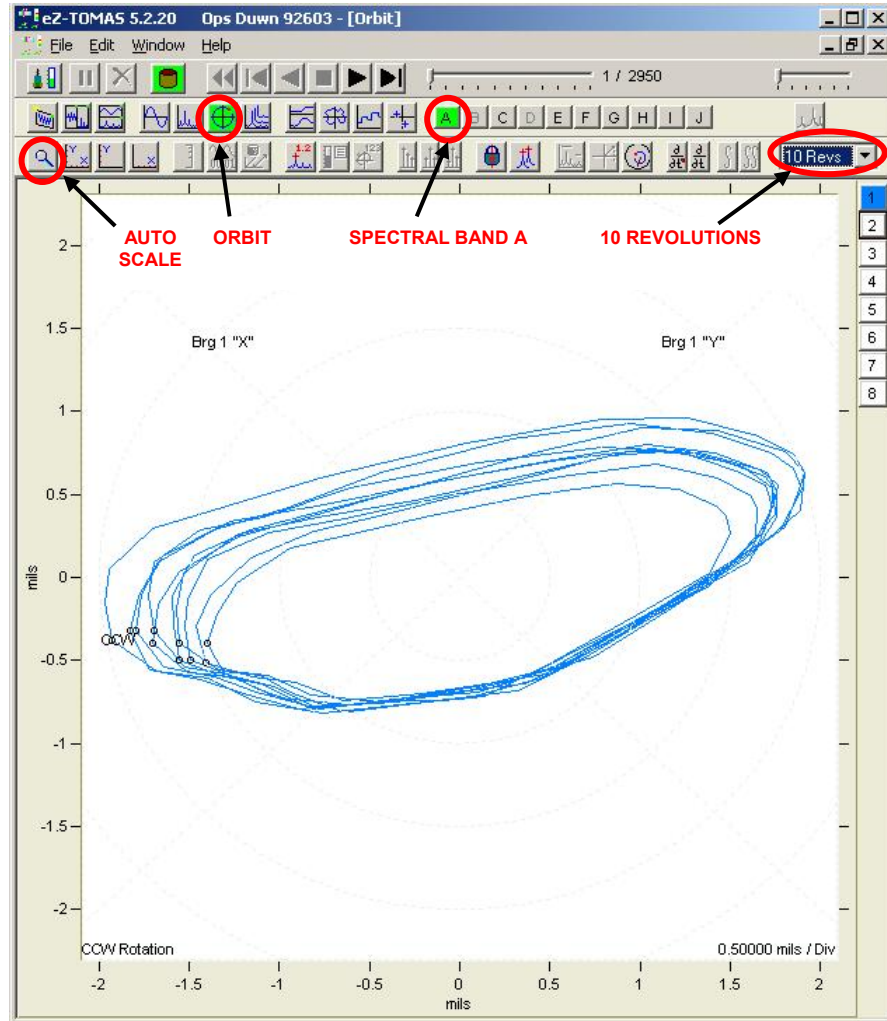 eZ-TOMAS 5.2.20 Ops Duwn 92603 - [Orbit]
File Edit Window Help
1 / 2950
A B C D E F G H I J
10 Revs
AUTO SCALE
ORBIT
SPECTRAL BAND A
10 REVOLUTIONS
1
2
3
4
5
6
7
8
Brg 1 "X"
Brg 1 "Y"
2
1.5
1
0.5
0
-0.5
-1
-1.5
-2
mils
CCW
CCW Rotation
0.50000 mils / Div
-2 -1.5 -1 -0.5 0 0.5 1 1.5 2
mils